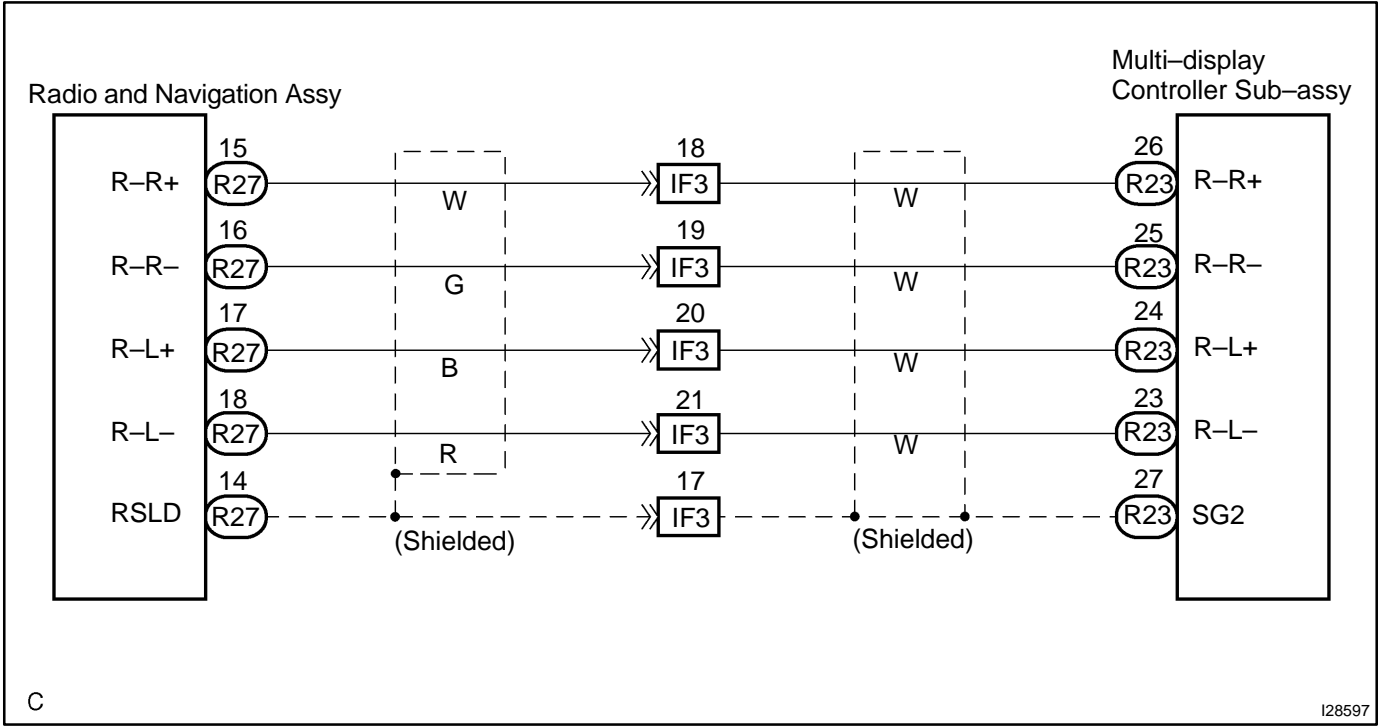 Multi–display
Controller Sub–assy
Radio and Navigation Assy
15 18 26
R–R+ R27 W IF3 W R23 R–R+
16 19 25
R–R– R27 G IF3 W R23 R–R–
17 20 24
R–L+ R27 B IF3 W R23 R–L+
18 21 23
R–L– R27 R IF3 W R23 R–L–
14 17 27
RSLD R27 IF3 R23 SG2
(Shielded) (Shielded)
C I28597